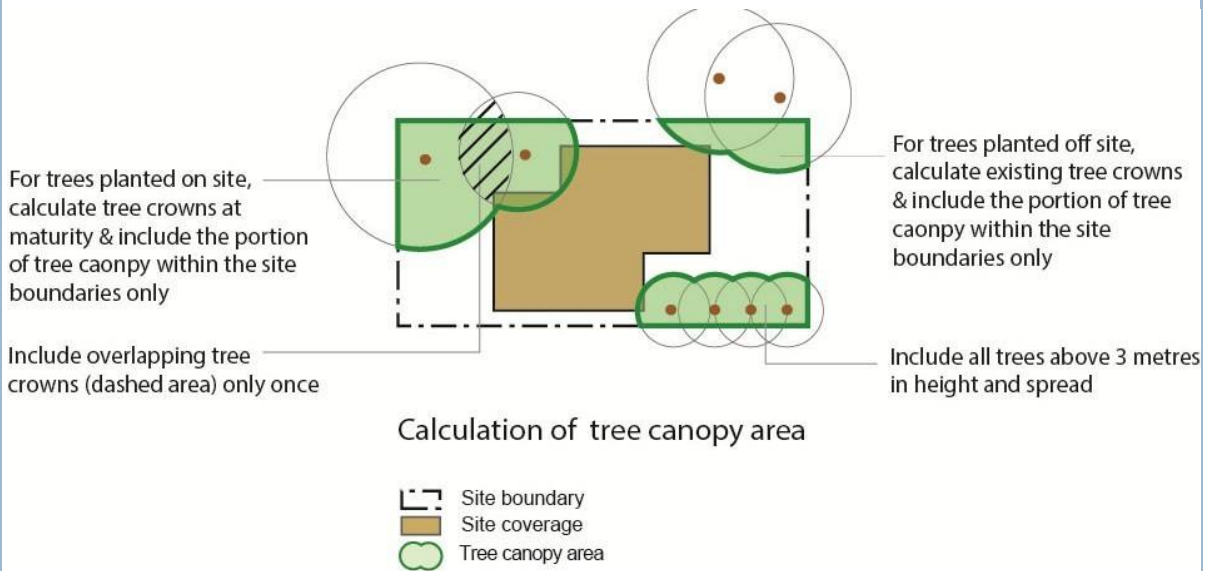 For trees planted on site,
calculate tree crowns at
maturity & include the portion
of tree caonpy within the site
boundaries only
Include overlapping tree
crowns (dashed area) only once
For trees planted off site,
calculate existing tree crowns
& include the portion of tree
caonpy within the site
boundaries only
Include all trees above 3 metres
in height and spread
Calculation of tree canopy area
Site boundary
Site coverage
Tree canopy area